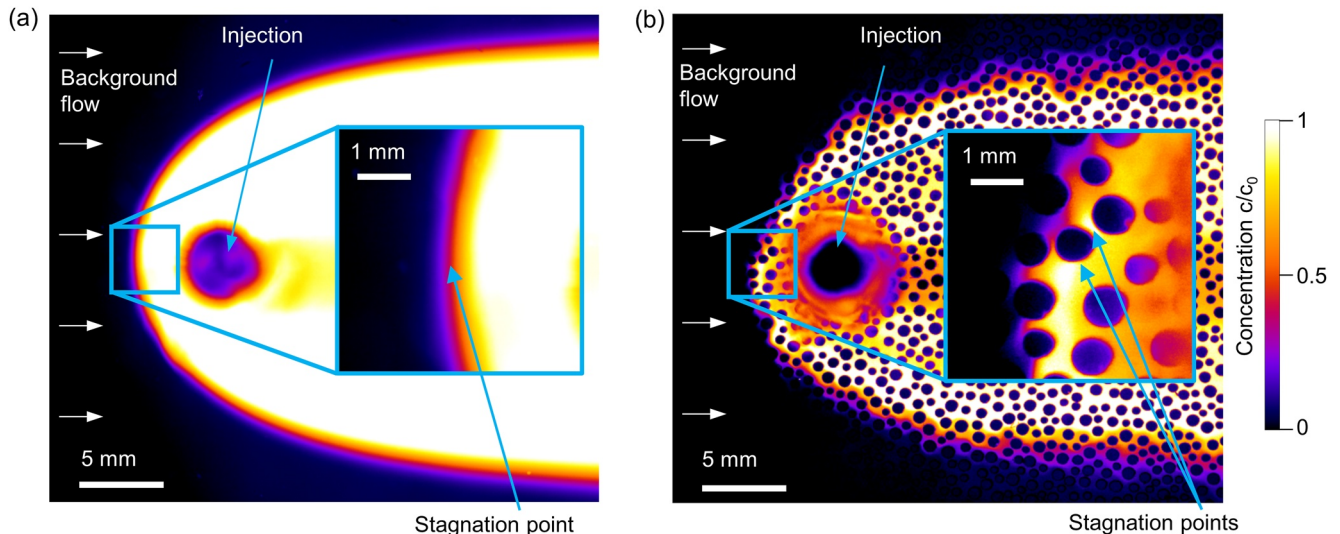 (a)
Injection
Background
flow
1 mm
5 mm
Stagnation point
(b)
Injection
Background
flow
1 mm
5 mm
Stagnation points
1
0.5
0
Concentration c/c₀